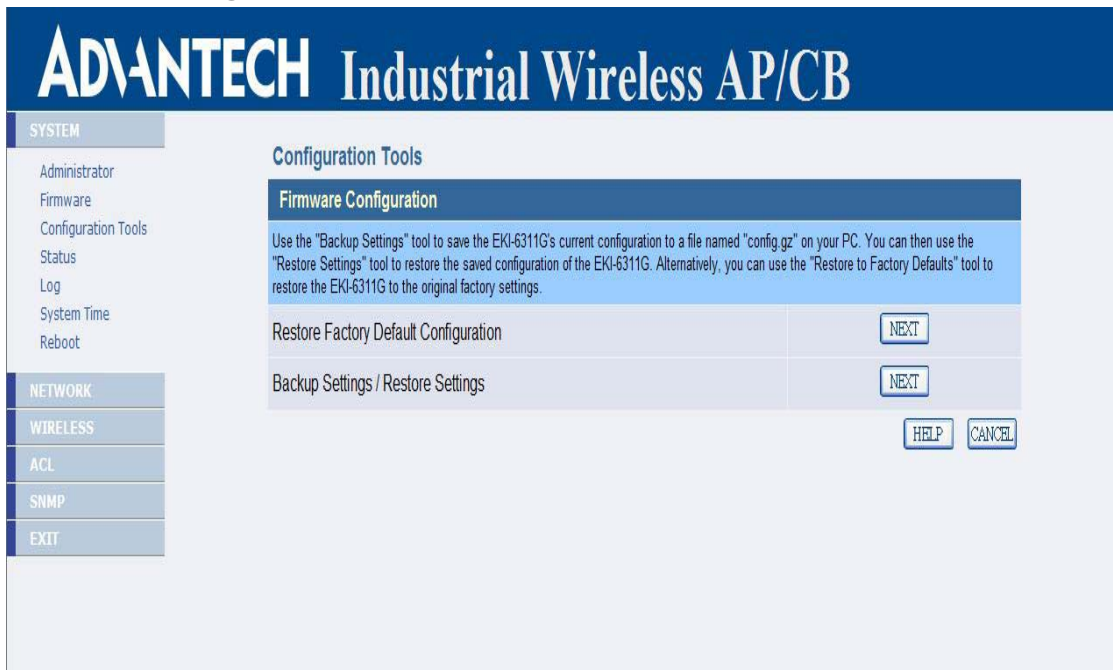 ADVANTECH Industrial Wireless AP/CB
SYSTEM
Administrator
Firmware
Configuration Tools
Status
Log
System Time
Reboot
NETWORK
WIRELESS
ACL
SNMP
EXIT
Configuration Tools
Firmware Configuration
Use the "Backup Settings" tool to save the EKI-6311G's current configuration to a file named "config.gz" on your PC. You can then use the
"Restore Settings" tool to restore the saved configuration of the EKI-6311G. Alternatively, you can use the "Restore to Factory Defaults" tool to
restore the EKI-6311G to the original factory settings.
Restore Factory Default Configuration NEXT
Backup Settings / Restore Settings NEXT
HELP CANCEL